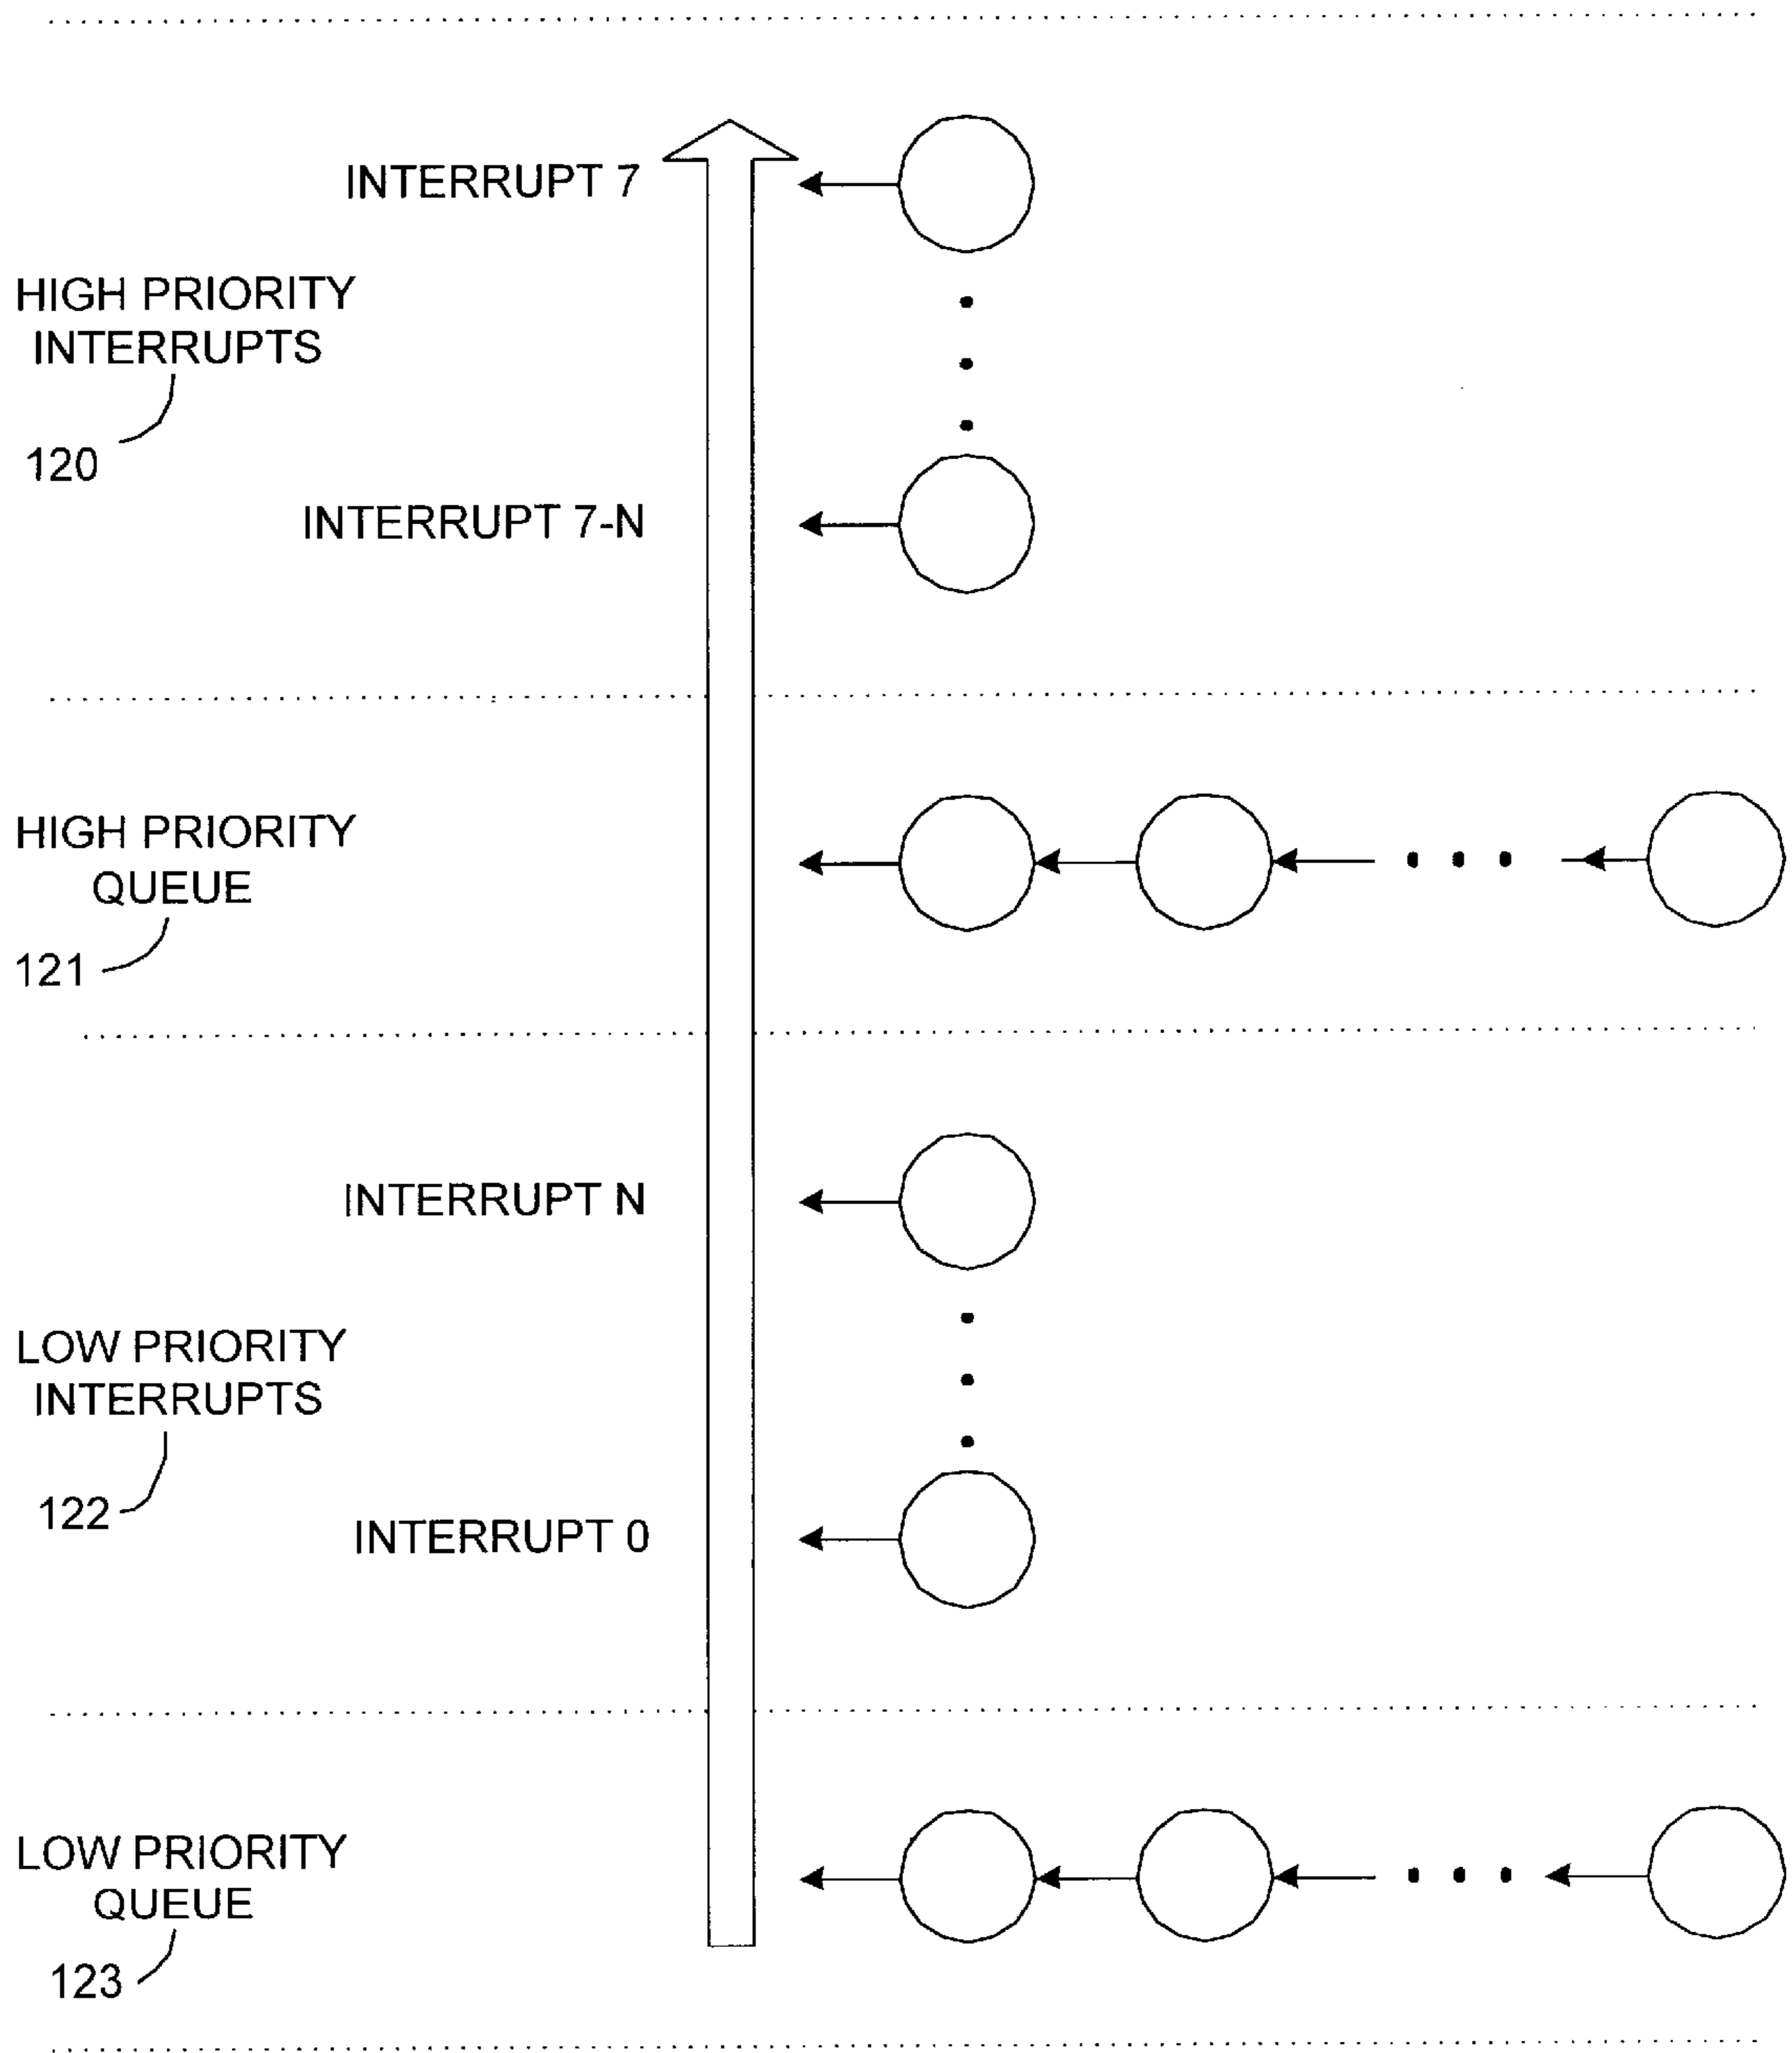 INTERRUPT 7
HIGH PRIORITY
INTERRUPTS
120
INTERRUPT 7-N
HIGH PRIORITY
QUEUE
121
INTERRUPT N
LOW PRIORITY
INTERRUPTS
122
INTERRUPT 0
LOW PRIORITY
QUEUE
123